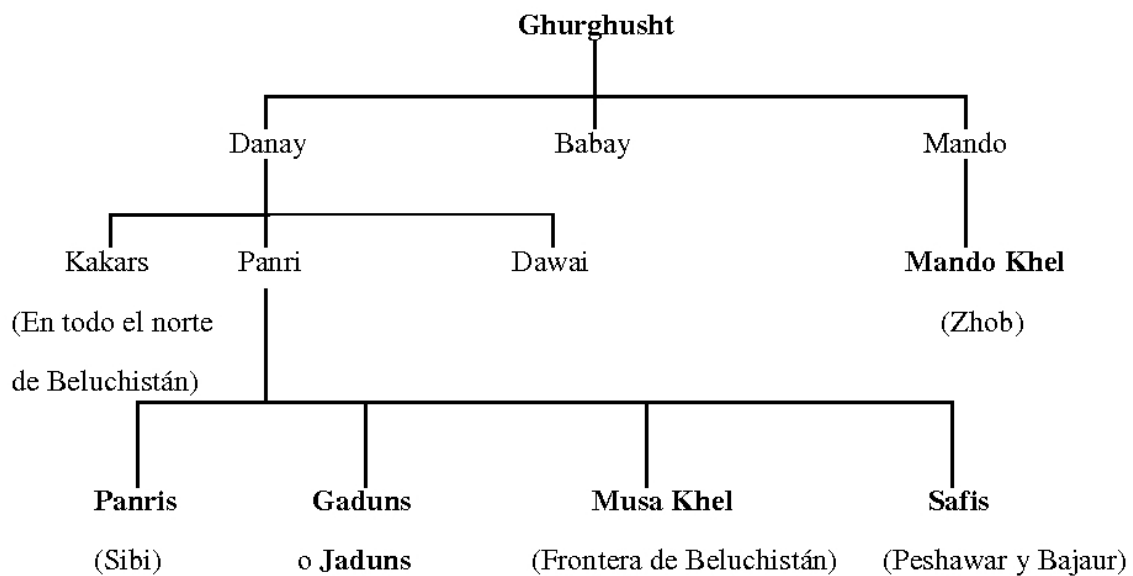 Ghurghusht
Danay Babay Mando
Kakars Panri Dawai Mando Khel
(En todo el norte (Zhob)
de Beluchistán)
Panris Gaduns Musa Khel Safis
(Sibi) o Jaduns (Frontera de Beluchistán) (Peshawar y Bajaur)